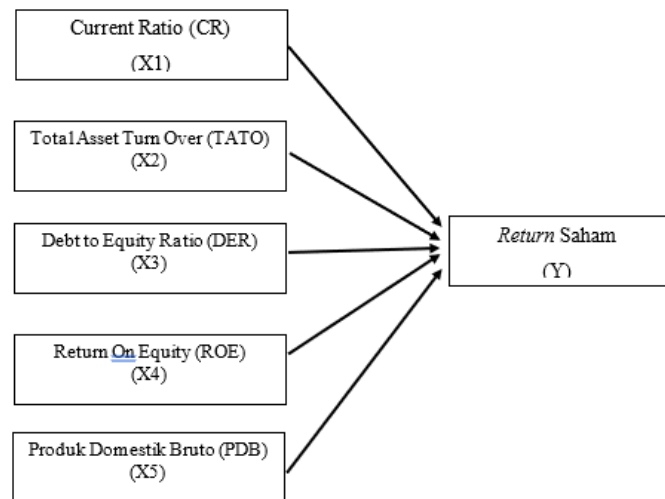 Current Ratio (CR)
(X1)
Total Asset Turn Over (TATO)
(X2)
Debt to Equity Ratio (DER)
(X3)
Return On Equity (ROE)
(X4)
Produk Domestik Bruto (PDB)
(X5)
Return Saham
(Y)